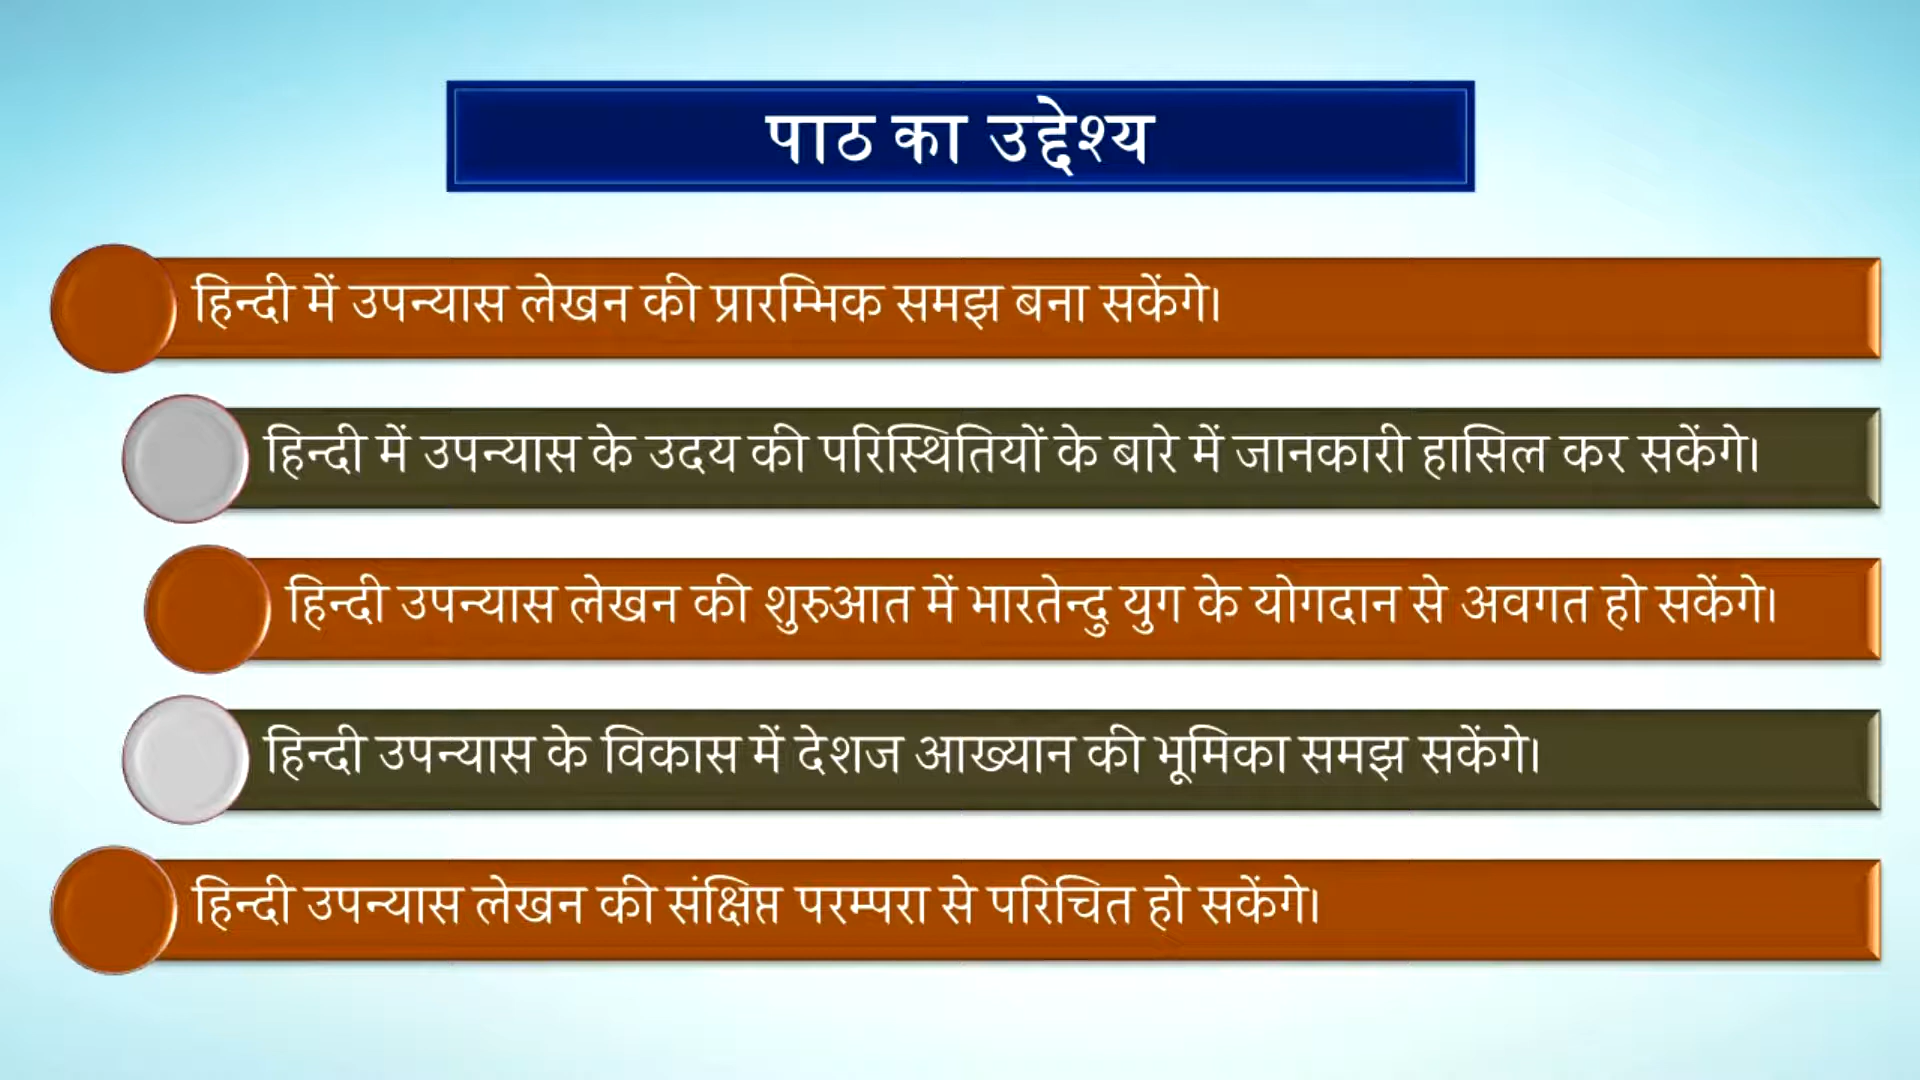 पाठ का उद्देश्य
हिन्दी में उपन्यास लेखन की प्रारम्भिक समझ बना सकेंगे।
हिन्दी में उपन्यास के उदय की परिस्थितियों के बारे में जानकारी हासिल कर सकेंगे।
हिन्दी उपन्यास लेखन की शुरुआत में भारतेन्दु युग के योगदान से अवगत हो सकेंगे।
हिन्दी उपन्यास के विकास में देशज आख्यान की भूमिका समझ सकेंगे।
हिन्दी उपन्यास लेखन की संक्षिप्त परम्परा से परिचित हो सकेंगे।